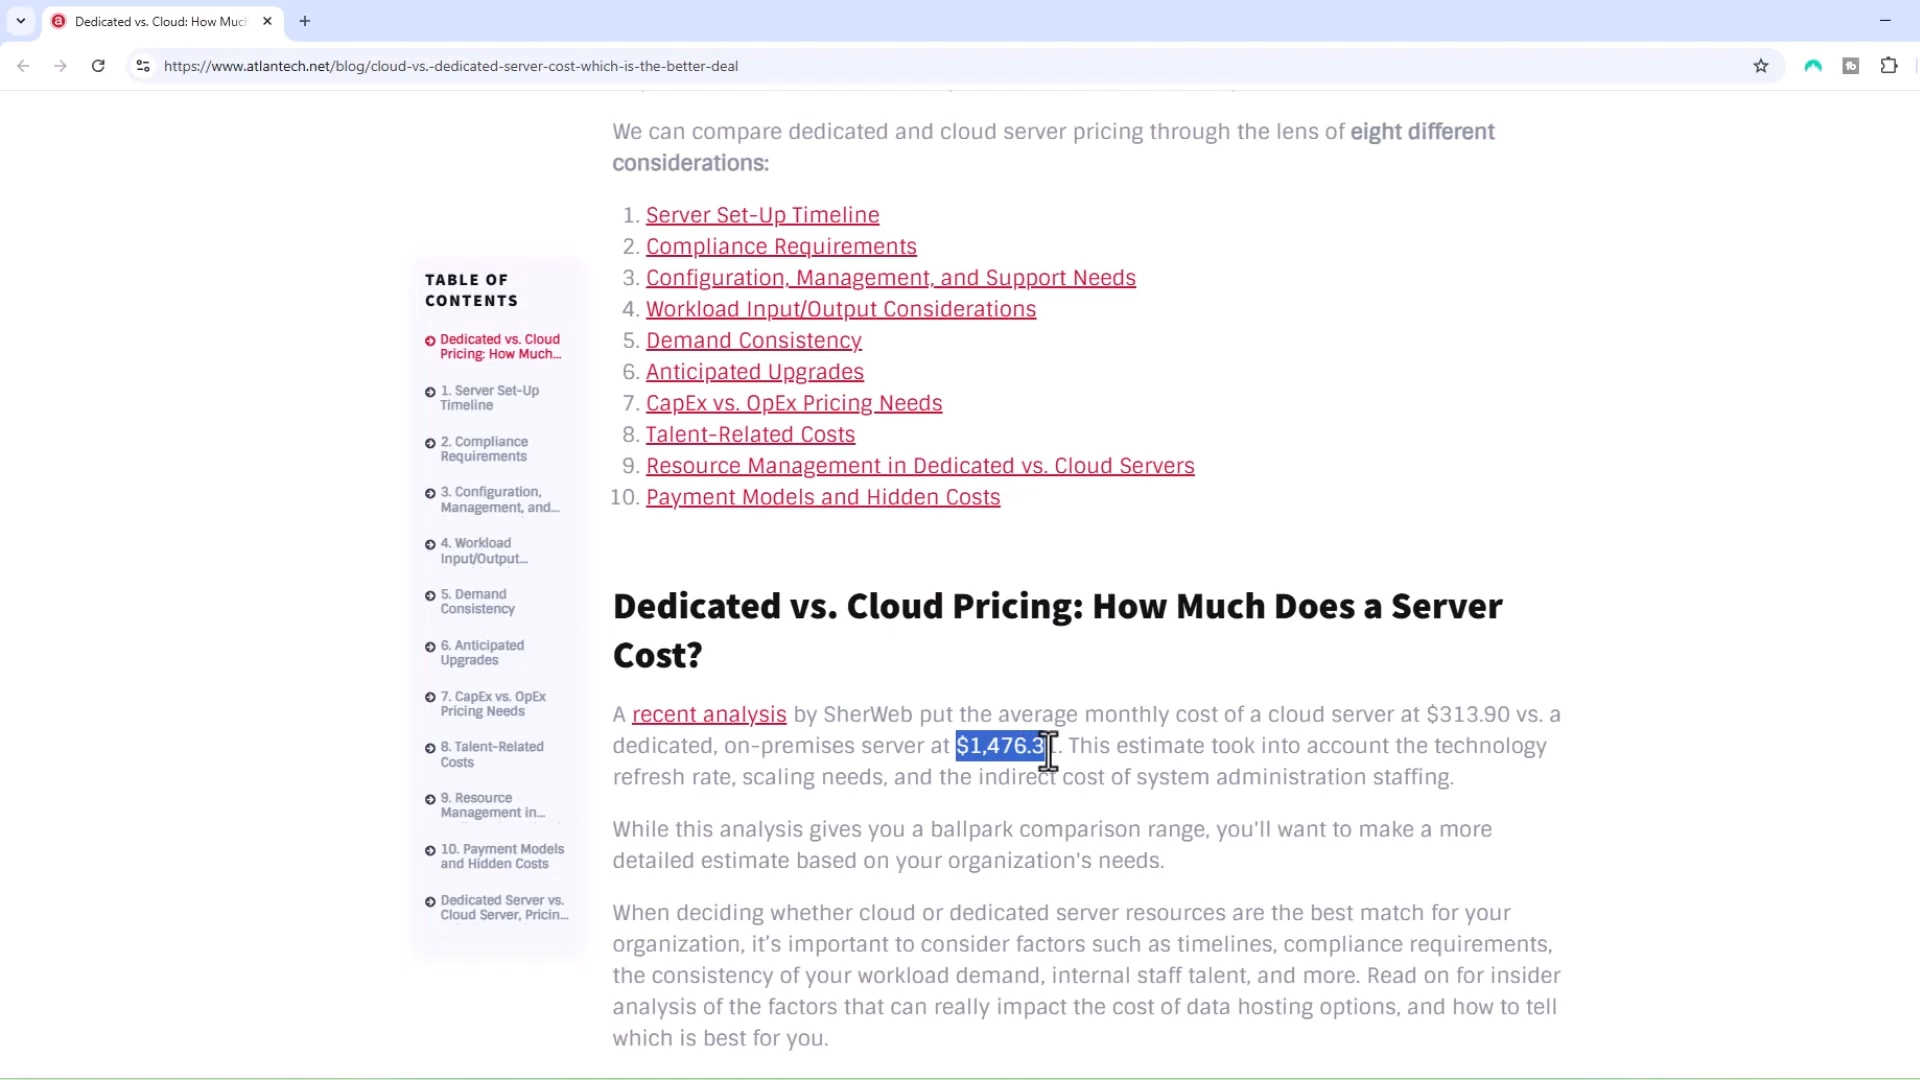 Dedicated vs. Cloud: How Muc
https://www.atlantech.net/blog/cloud-vs.-dedicated-server-cost-which-is-the-better-deal
We can compare dedicated and cloud server pricing through the lens of eight different
considerations:
1. Server Set-Up Timeline
2. Compliance Requirements
3. Configuration, Management, and Support Needs
4. Workload Input/Output Considerations
5. Demand Consistency
6. Anticipated Upgrades
7. CapEx vs. OpEx Pricing Needs
8. Talent-Related Costs
9. Resource Management in Dedicated vs. Cloud Servers
10. Payment Models and Hidden Costs
TABLE OF
CONTENTS
Dedicated vs. Cloud
Pricing: How Much...
1. Server Set-Up
Timeline
2. Compliance
Requirements
3. Configuration,
Management, and...
4. Workload
Input/Output...
5. Demand
Consistency
6. Anticipated
Upgrades
7. CapEx vs. OpEx
Pricing Needs
8. Talent-Related
Costs
9. Resource
Management in...
10. Payment Models
and Hidden Costs
Dedicated Server vs.
Cloud Server, Pricin...
Dedicated vs. Cloud Pricing: How Much Does a Server
Cost?
A recent analysis by SherWeb put the average monthly cost of a cloud server at $313.90 vs. a
dedicated, on-premises server at $1,476.3 . This estimate took into account the technology
refresh rate, scaling needs, and the indirect cost of system administration staffing.
While this analysis gives you a ballpark comparison range, you'll want to make a more
detailed estimate based on your organization's needs.
When deciding whether cloud or dedicated server resources are the best match for your
organization, it’s important to consider factors such as timelines, compliance requirements,
the consistency of your workload demand, internal staff talent, and more. Read on for insider
analysis of the factors that can really impact the cost of data hosting options, and how to tell
which is best for you.